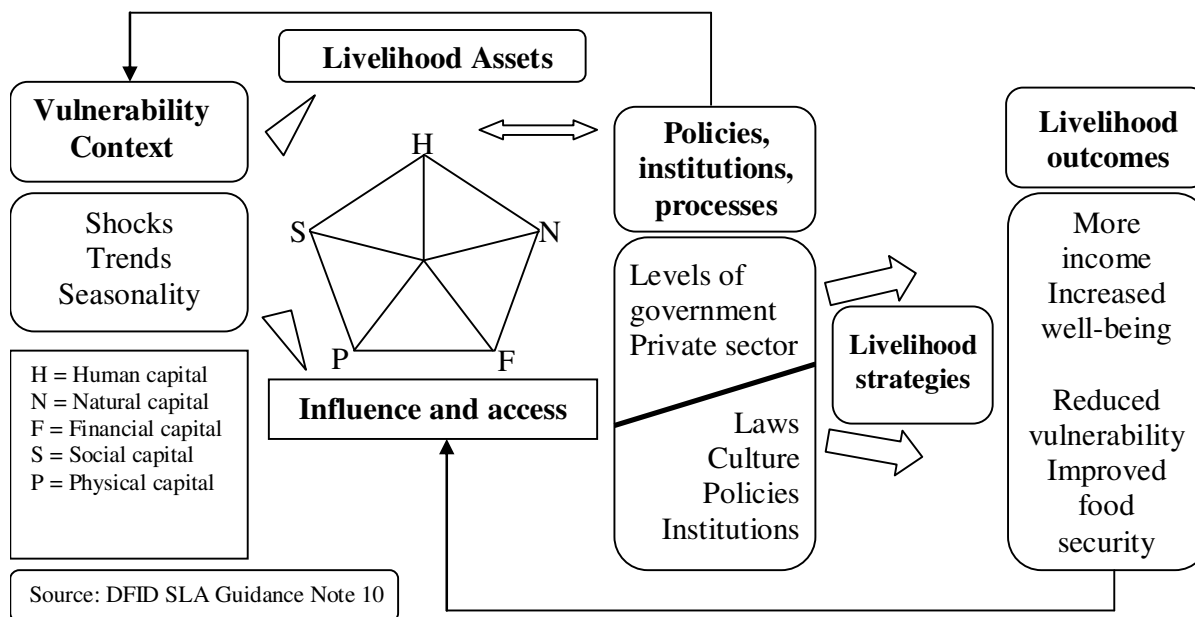 Livelihood Assets
Vulnerability
Context
Shocks
Trends
Seasonality
H = Human capital
N = Natural capital
F = Financial capital
S = Social capital
P = Physical capital
Source: DFID SLA Guidance Note 10
H
S
N
P
F
Influence and access
Policies,
institutions,
processes
Levels of
government
Private sector
Laws
Culture
Policies
Institutions
Livelihood
strategies
Livelihood
outcomes
More
income
Increased
well-being
Reduced
vulnerability
Improved
food
security